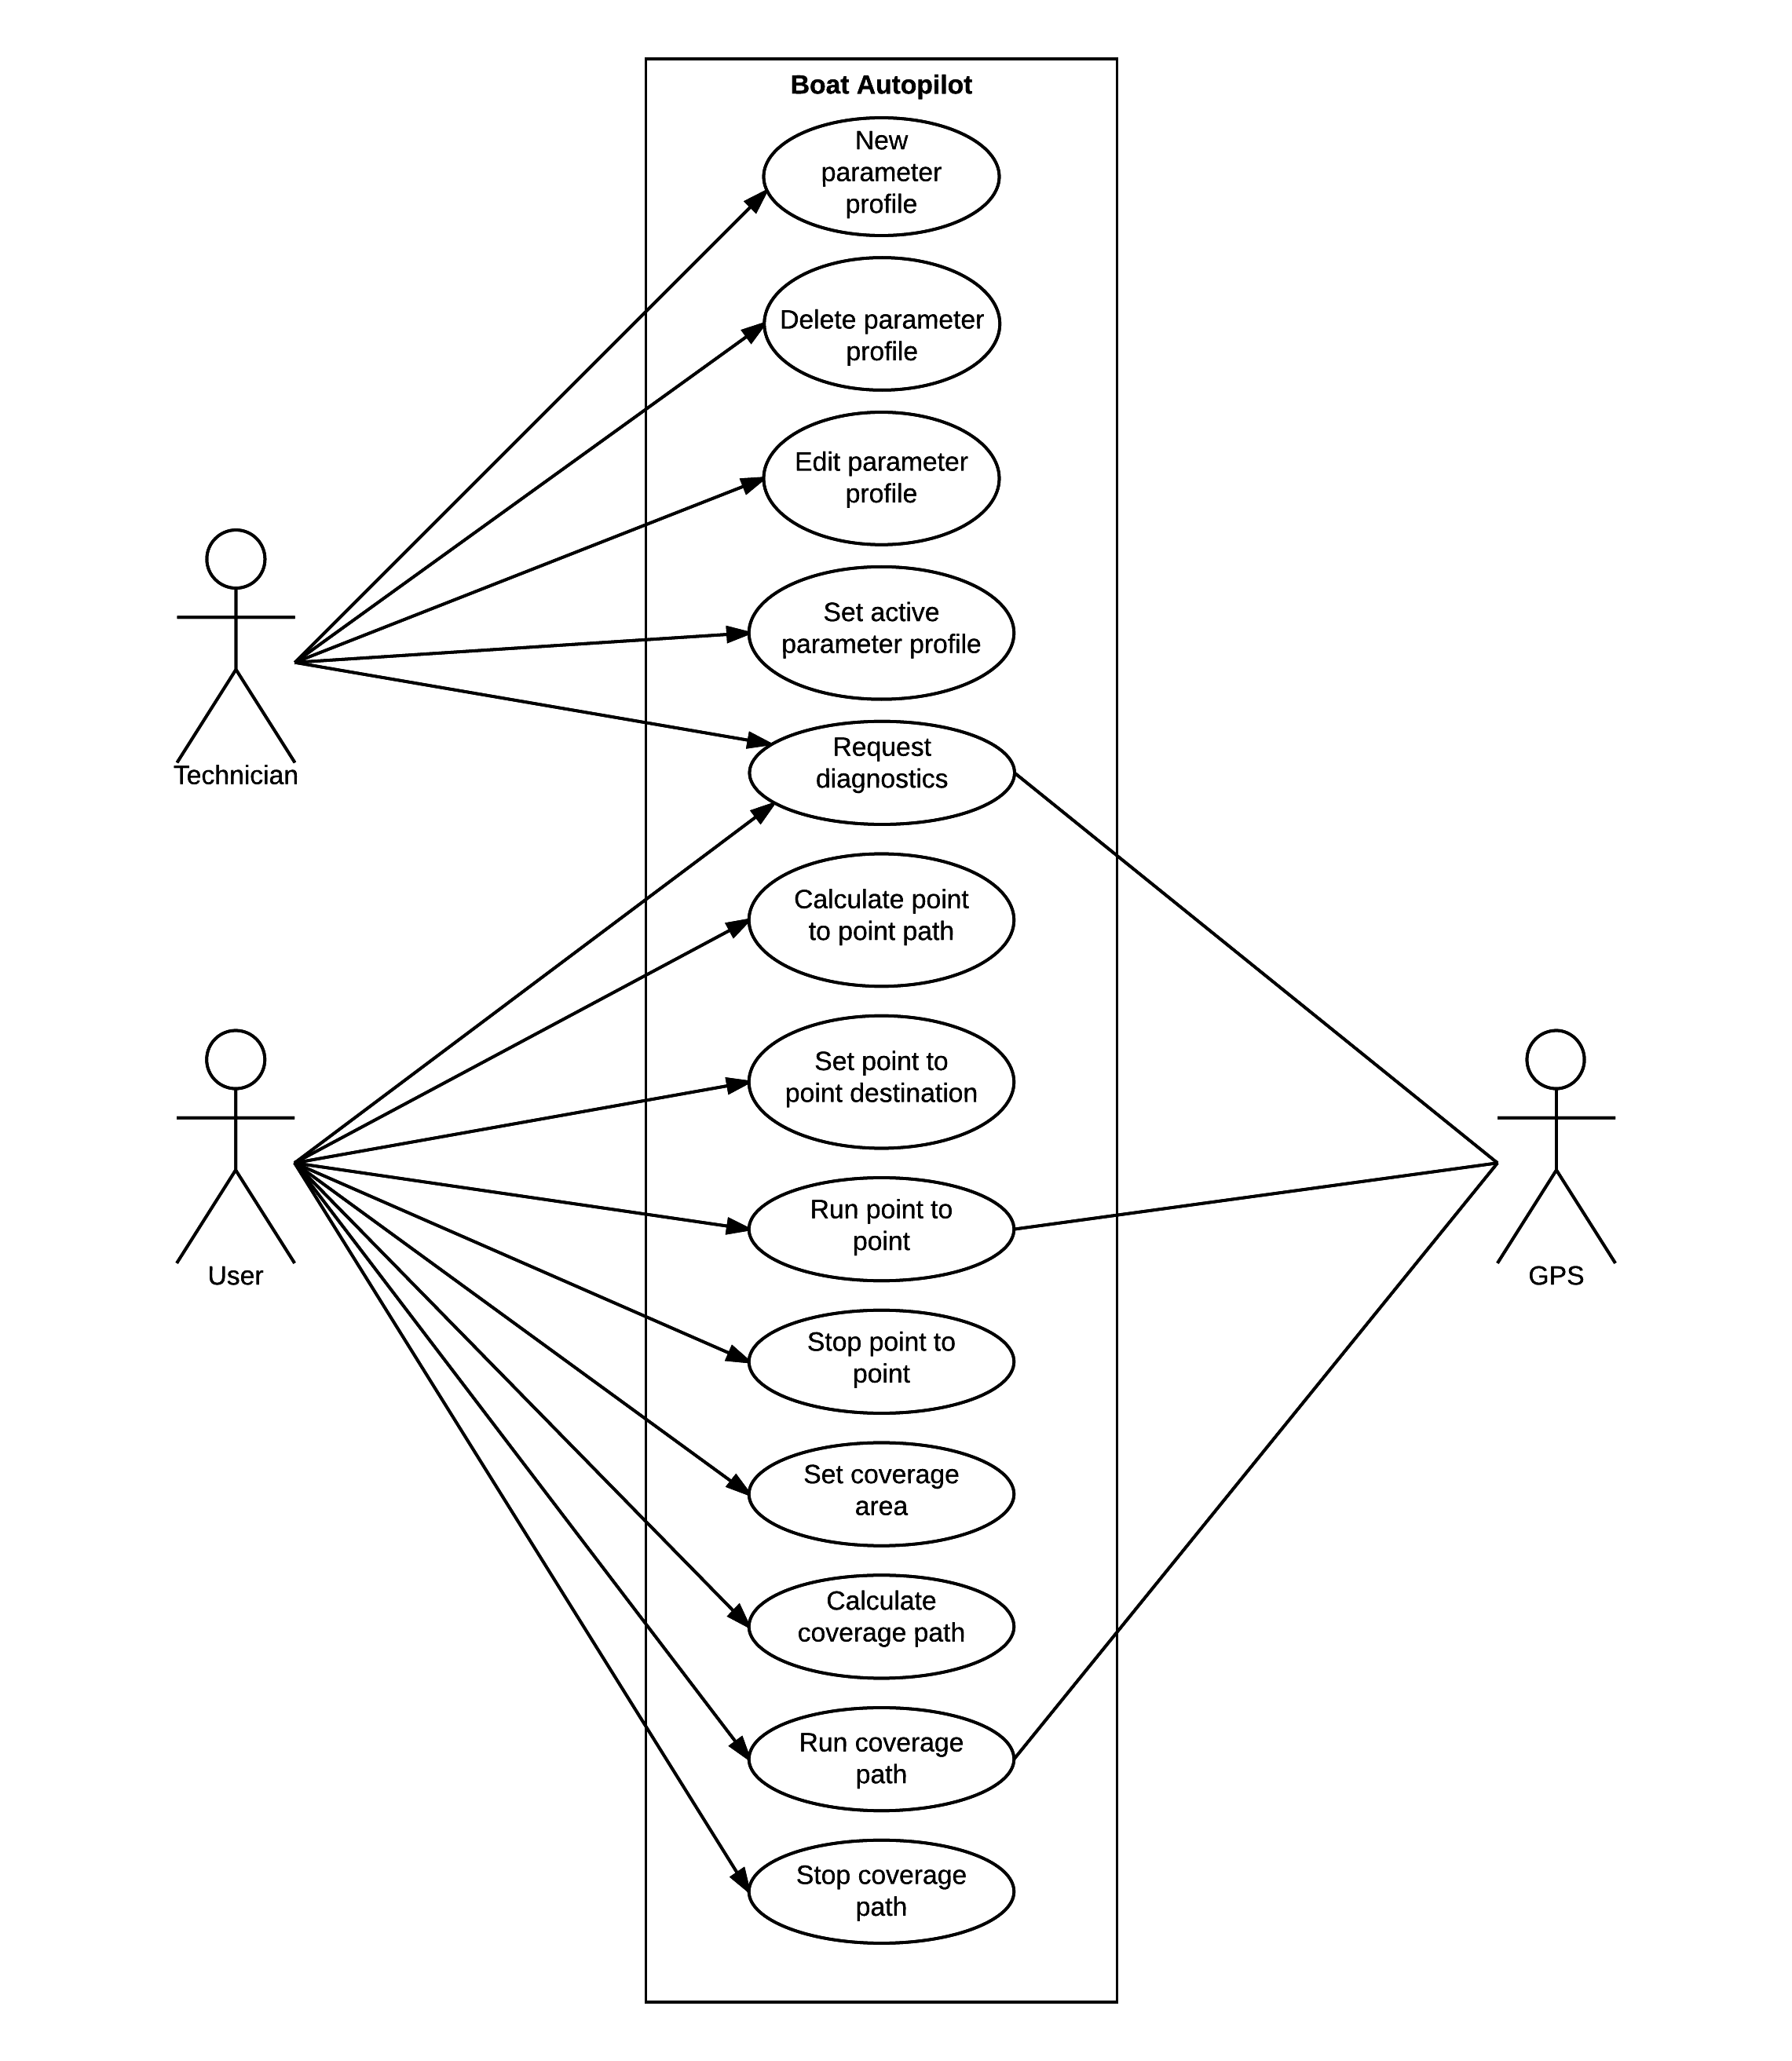 Boat Autopilot
New
parameter
profile
Delete parameter
profile
Edit parameter
profile
Set active
parameter profile
Request
diagnostics
Technician
Calculate point
to point path
Set point to
point destination
Run point to
point
User
GPS
Stop point to
point
Set coverage
area
Calculate
coverage path
Run coverage
path
Stop coverage
path